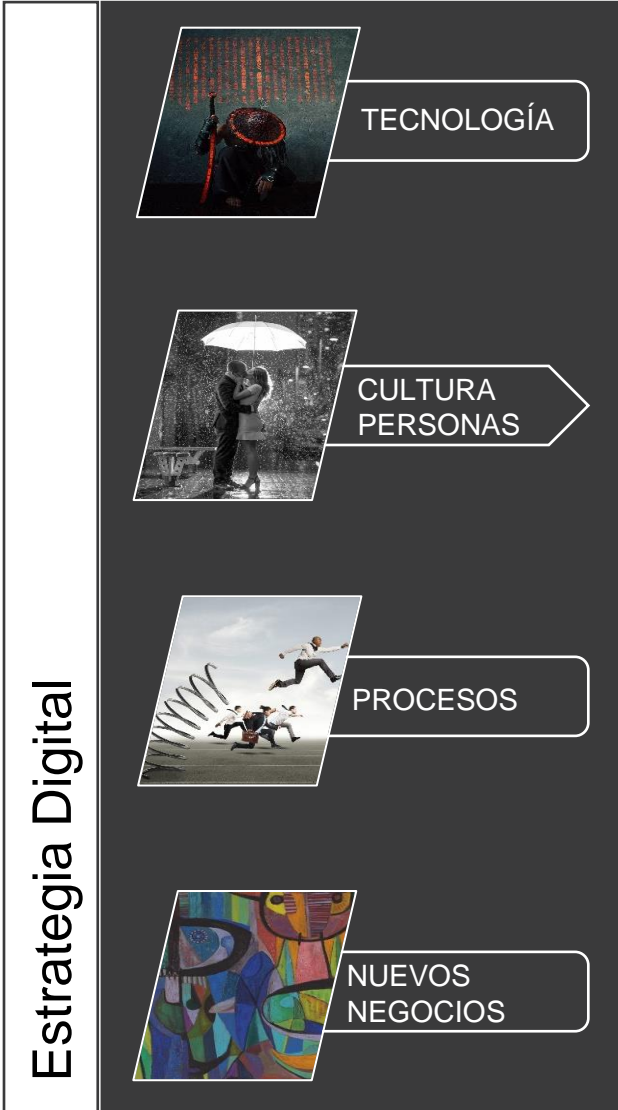 Estrategia Digital
TECNOLOGÍA
CULTURA
PERSONAS
PROCESOS
NUEVOS
NEGOCIOS